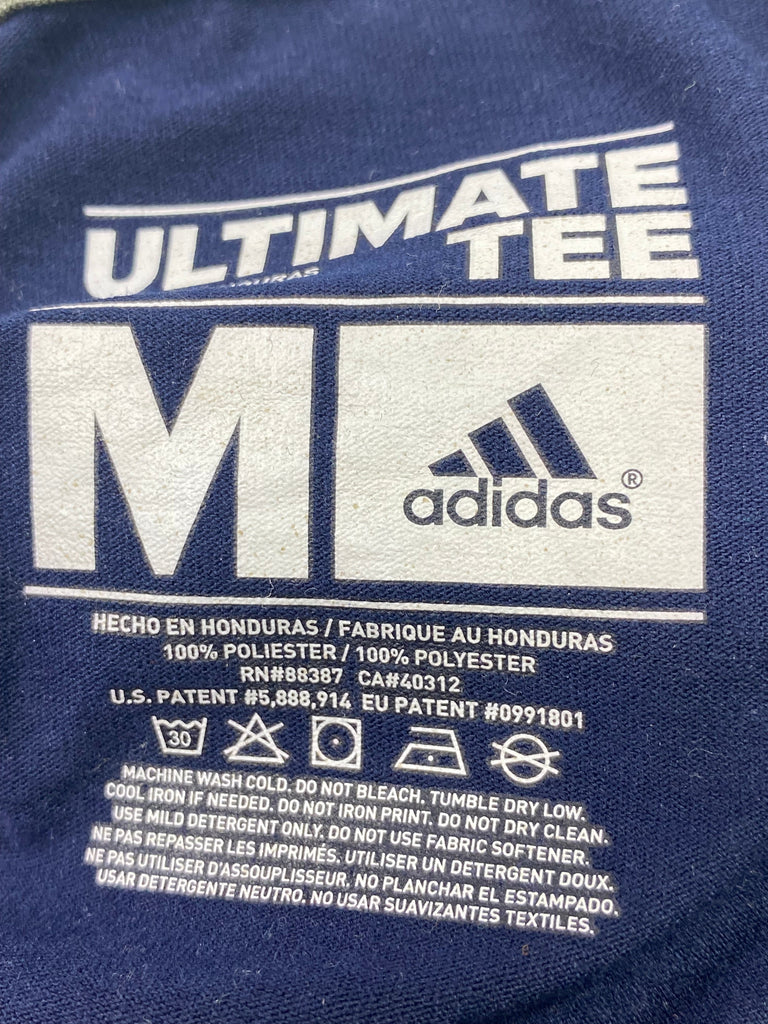 ULTIMATE
TEE
M
adidas®
HECHO EN HONDURAS / FABRIQUE AU HONDURAS
100% POLIESTER / 100% POLYESTER
RN#88387 CA#40312
U.S. PATENT #5,888,914 EU PATENT #0991801
30
MACHINE WASH COLD. DO NOT BLEACH. TUMBLE DRY LOW.
COOL IRON IF NEEDED. DO NOT IRON PRINT. DO NOT DRY CLEAN.
USE MILD DETERGENT ONLY. DO NOT USE FABRIC SOFTENER.
NE PAS REPASSER LES IMPRIMÉS. UTILISER UN DETERGENT DOUX.
NE PAS UTILISER D'ASSOUPLISSEUR. NO PLANCHAR EL ESTAMPADO.
USAR DETERGENTE NEUTRO. NO USAR SUAVIZANTES TEXTILES.